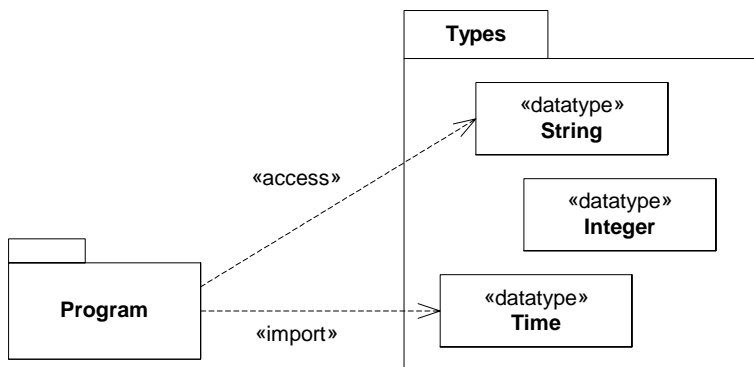 Types
«datatype»
String
«access»
«datatype»
Integer
Program
«import»
«datatype»
Time